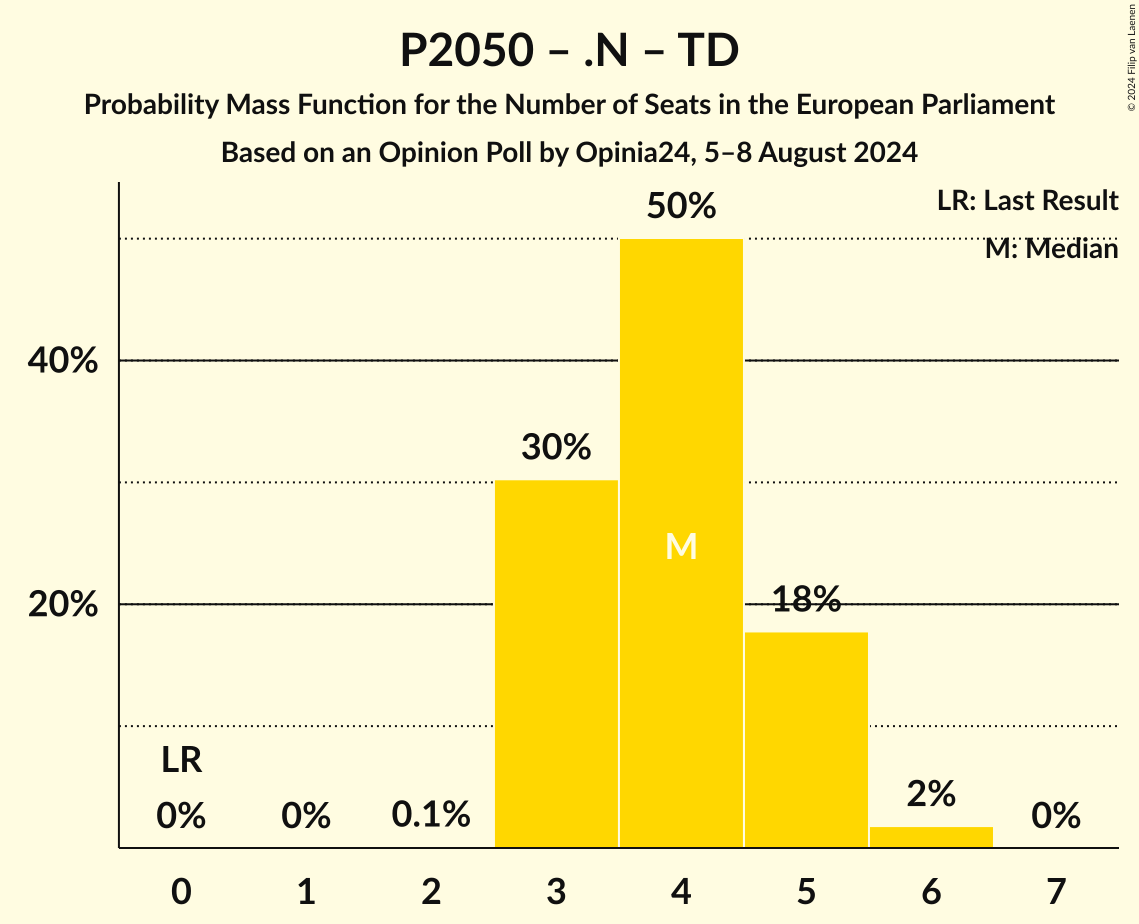 P2050 – .N – TD
Probability Mass Function for the Number of Seats in the European Parliament
Based on an Opinion Poll by Opinia24, 5–8 August 2024
© 2024 Filip van Laenen
LR: Last Result
M: Median
50%
40%
30%
M
20%
18%
LR
0%
0%
0.1%
2%
0%
0 1 2 3 4 5 6 7